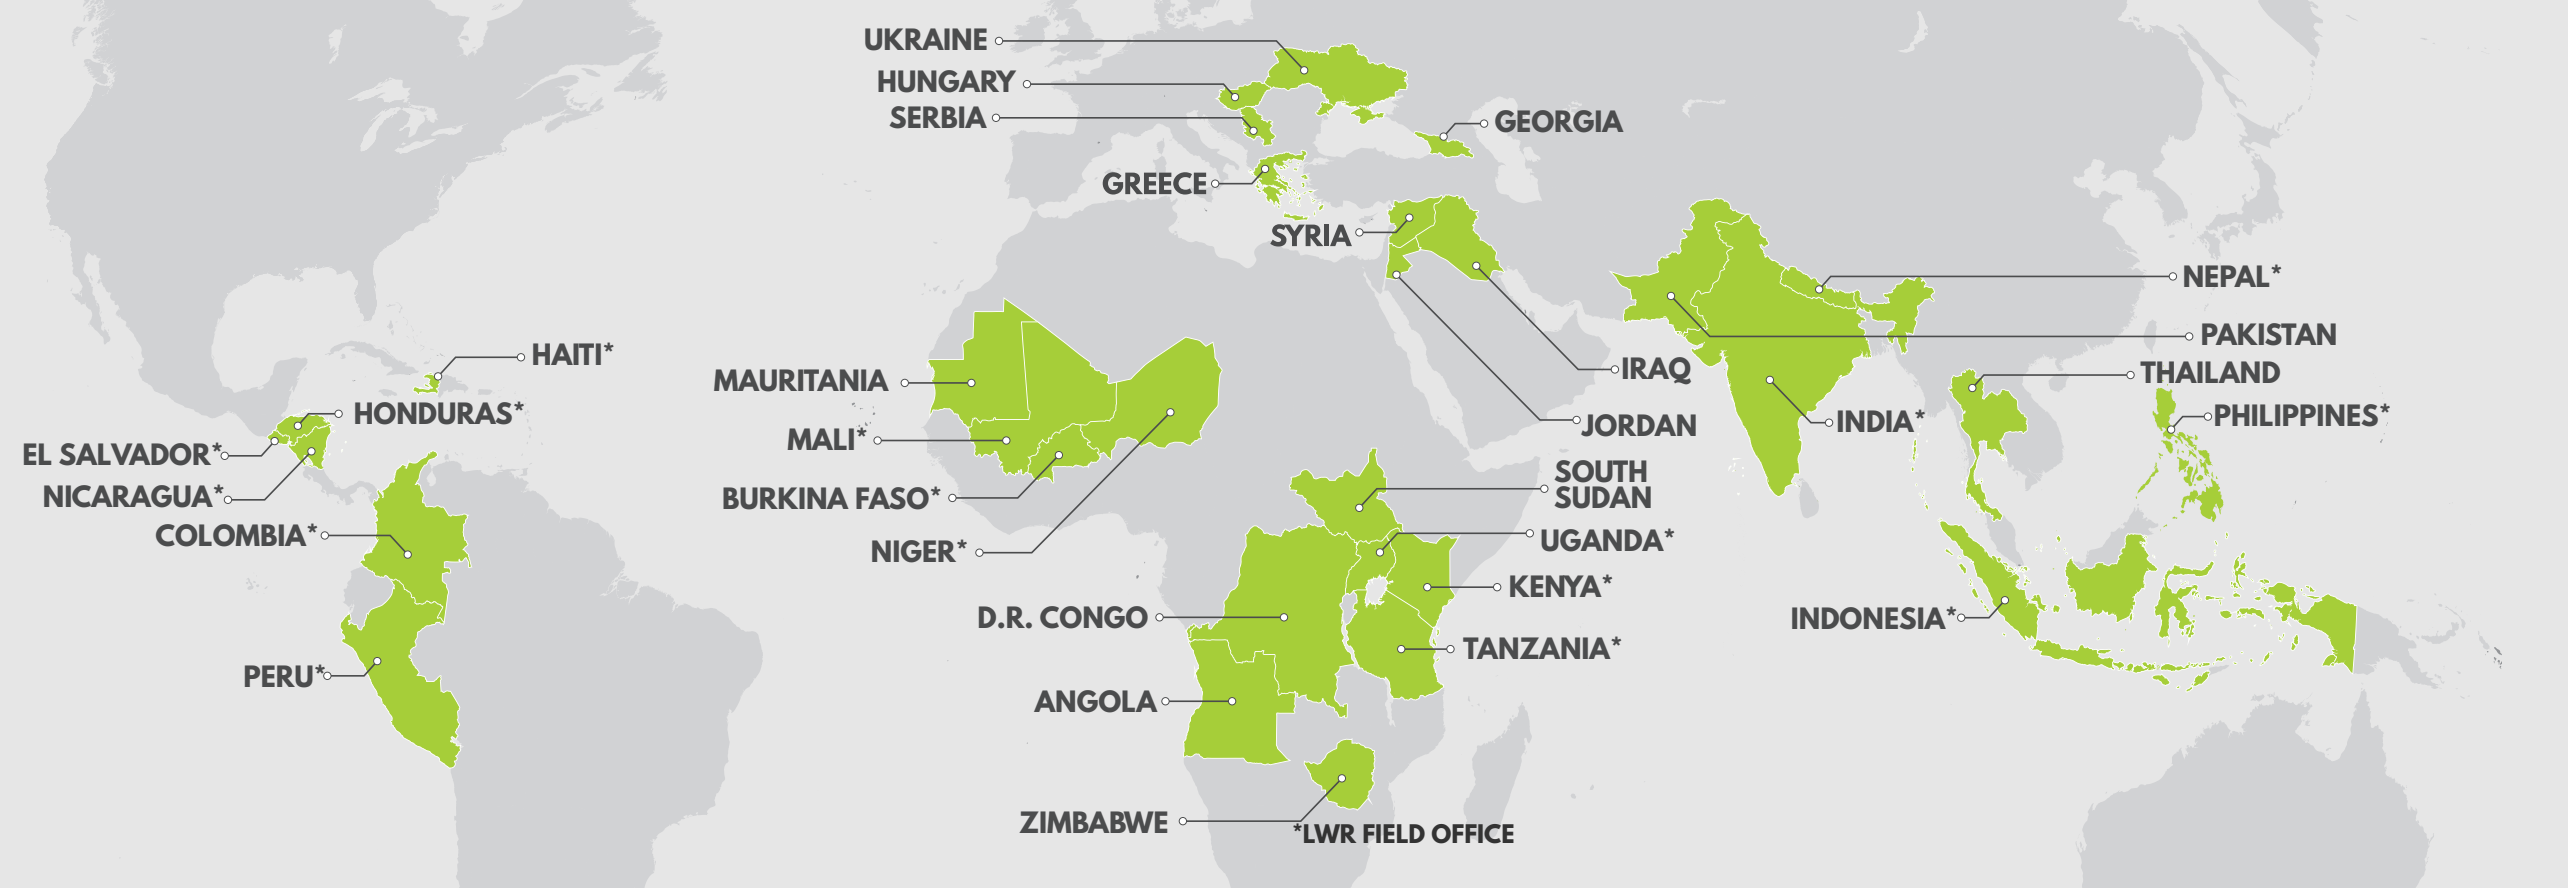 UKRAINE
HUNGARY
SERBIA
GEORGIA
GREECE
SYRIA
NEPAL*
PAKISTAN
HAITI*
IRAQ
THAILAND
MAURITANIA
HONDURAS*
PHILIPPINES*
INDIA*
JORDAN
MALI*
EL SALVADOR*
SOUTH
SUDAN
NICARAGUA*
BURKINA FASO*
COLOMBIA*
UGANDA*
NIGER*
KENYA*
D.R. CONGO
INDONESIA*
TANZANIA*
PERU*
ANGOLA
ZIMBABWE
*LWR FIELD OFFICE